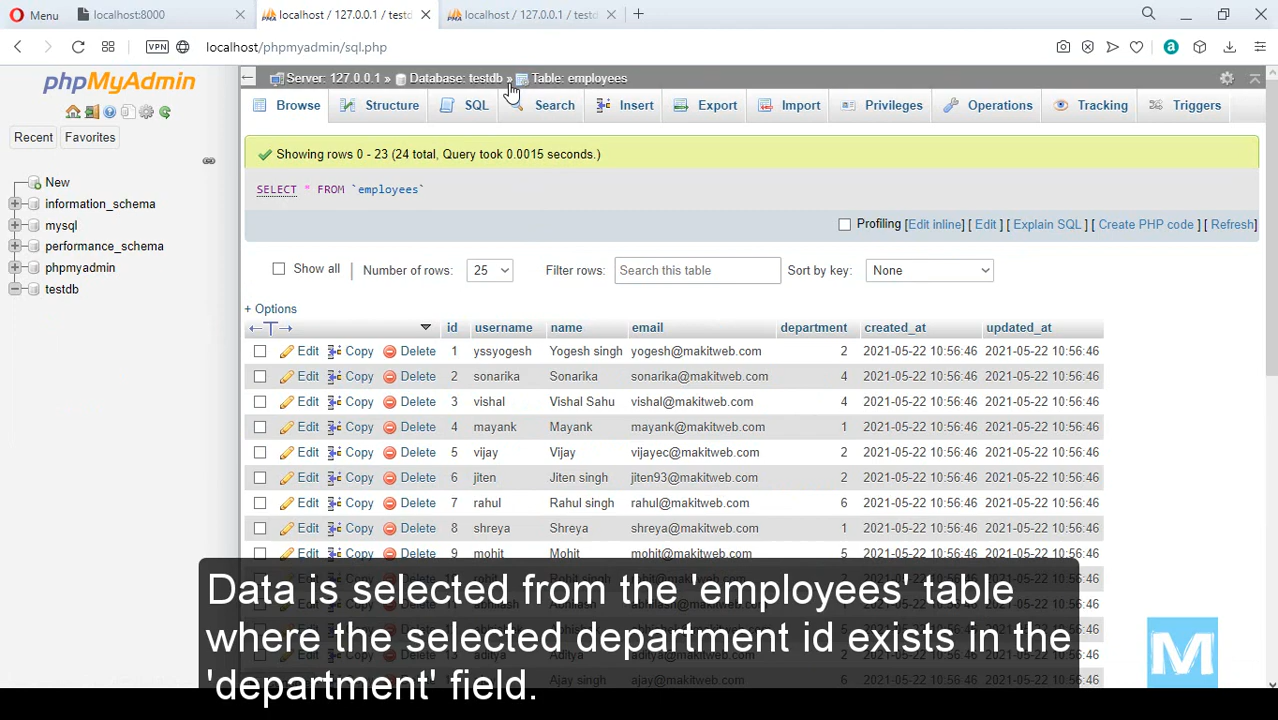 Menu localhost:8000 localhost / 127.0.0.1 / testd localhost / 127.0.0.1 / testd
VPN localhost/phpmyadmin/sql.php
phpMyAdmin
Recent Favorites
New
information_schema
mysql
performance_schema
phpmyadmin
testdb
Server: 127.0.0.1 » Database: testdb » Table: employees
Browse Structure SQL Search Insert Export Import Privileges Operations Tracking Triggers
Showing rows 0 - 23 (24 total, Query took 0.0015 seconds.)
SELECT * FROM `employees`
Profiling [Edit inline] [ Edit ] [ Explain SQL ] [ Create PHP code ] [ Refresh]
Show all Number of rows: 25 Filter rows: Search this table Sort by key: None
+ Options
id username name email department created_at updated_at
Edit Copy Delete 1 yssyogesh Yogesh singh yogesh@makitweb.com 2 2021-05-22 10:56:46 2021-05-22 10:56:46
Edit Copy Delete 2 sonarika Sonarika sonarika@makitweb.com 4 2021-05-22 10:56:46 2021-05-22 10:56:46
Edit Copy Delete 3 vishal Vishal Sahu vishal@makitweb.com 4 2021-05-22 10:56:46 2021-05-22 10:56:46
Edit Copy Delete 4 mayank Mayank mayank@makitweb.com 1 2021-05-22 10:56:46 2021-05-22 10:56:46
Edit Copy Delete 5 vijay Vijay vijayec@makitweb.com 2 2021-05-22 10:56:46 2021-05-22 10:56:46
Edit Copy Delete 6 jiten Jiten singh jiten93@makitweb.com 2 2021-05-22 10:56:46 2021-05-22 10:56:46
Edit Copy Delete 7 rahul Rahul singh rahul@makitweb.com 6 2021-05-22 10:56:46 2021-05-22 10:56:46
Edit Copy Delete 8 shreya Shreya shreya@makitweb.com 1 2021-05-22 10:56:46 2021-05-22 10:56:46
Edit Copy Delete 9 mohit Mohit mohit@makitweb.com 5 2021-05-22 10:56:46 2021-05-22 10:56:46
Data is selected from the 'employees' table
where the selected department id exists in the
'department' field.
M